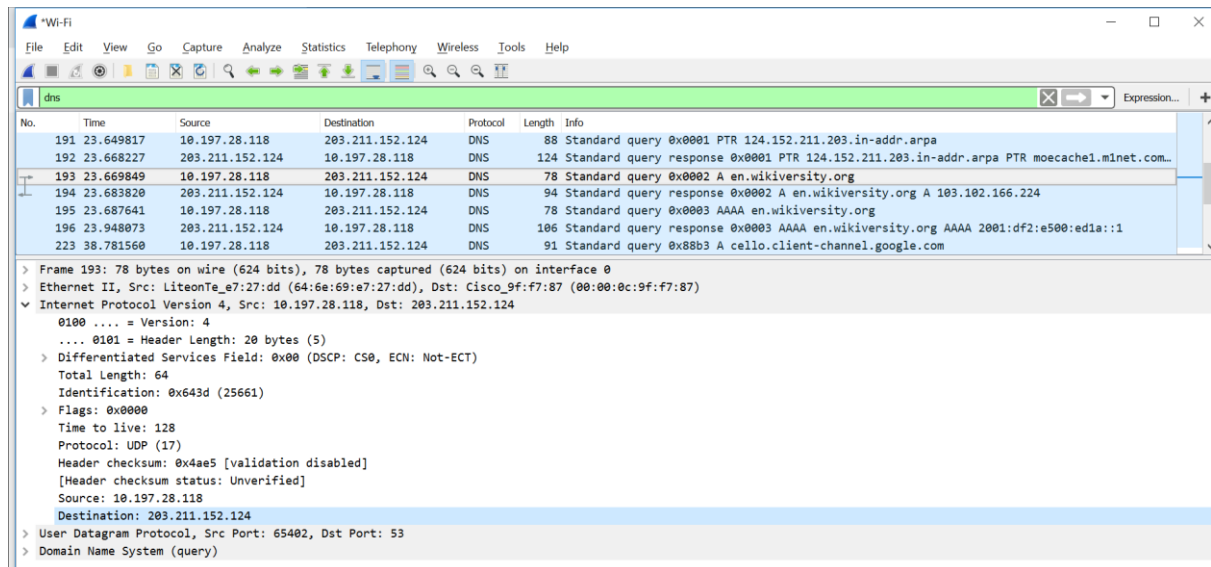 *Wi-Fi
File Edit View Go Capture Analyze Statistics Telephony Wireless Tools Help
dns Expression... +
No. Time Source Destination Protocol Length Info
191 23.649817 10.197.28.118 203.211.152.124 DNS 88 Standard query 0x0001 PTR 124.152.211.203.in-addr.arpa
192 23.668227 203.211.152.124 10.197.28.118 DNS 124 Standard query response 0x0001 PTR 124.152.211.203.in-addr.arpa PTR moecache1.m1net.com…
193 23.669849 10.197.28.118 203.211.152.124 DNS 78 Standard query 0x0002 A en.wikiversity.org
194 23.683820 203.211.152.124 10.197.28.118 DNS 94 Standard query response 0x0002 A en.wikiversity.org A 103.102.166.224
195 23.687641 10.197.28.118 203.211.152.124 DNS 78 Standard query 0x0003 AAAA en.wikiversity.org
196 23.948073 203.211.152.124 10.197.28.118 DNS 106 Standard query response 0x0003 AAAA en.wikiversity.org AAAA 2001:df2:e500:ed1a::1
223 38.781560 10.197.28.118 203.211.152.124 DNS 91 Standard query 0x88b3 A cello.client-channel.google.com
> Frame 193: 78 bytes on wire (624 bits), 78 bytes captured (624 bits) on interface 0
> Ethernet II, Src: LiteonTe_e7:27:dd (64:6e:69:e7:27:dd), Dst: Cisco_9f:f7:87 (00:00:0c:9f:f7:87)
Internet Protocol Version 4, Src: 10.197.28.118, Dst: 203.211.152.124
0100 .... = Version: 4
.... 0101 = Header Length: 20 bytes (5)
> Differentiated Services Field: 0x00 (DSCP: CS0, ECN: Not-ECT)
Total Length: 64
Identification: 0x643d (25661)
> Flags: 0x0000
Time to live: 128
Protocol: UDP (17)
Header checksum: 0x4ae5 [validation disabled]
[Header checksum status: Unverified]
Source: 10.197.28.118
Destination: 203.211.152.124
> User Datagram Protocol, Src Port: 65402, Dst Port: 53
> Domain Name System (query)